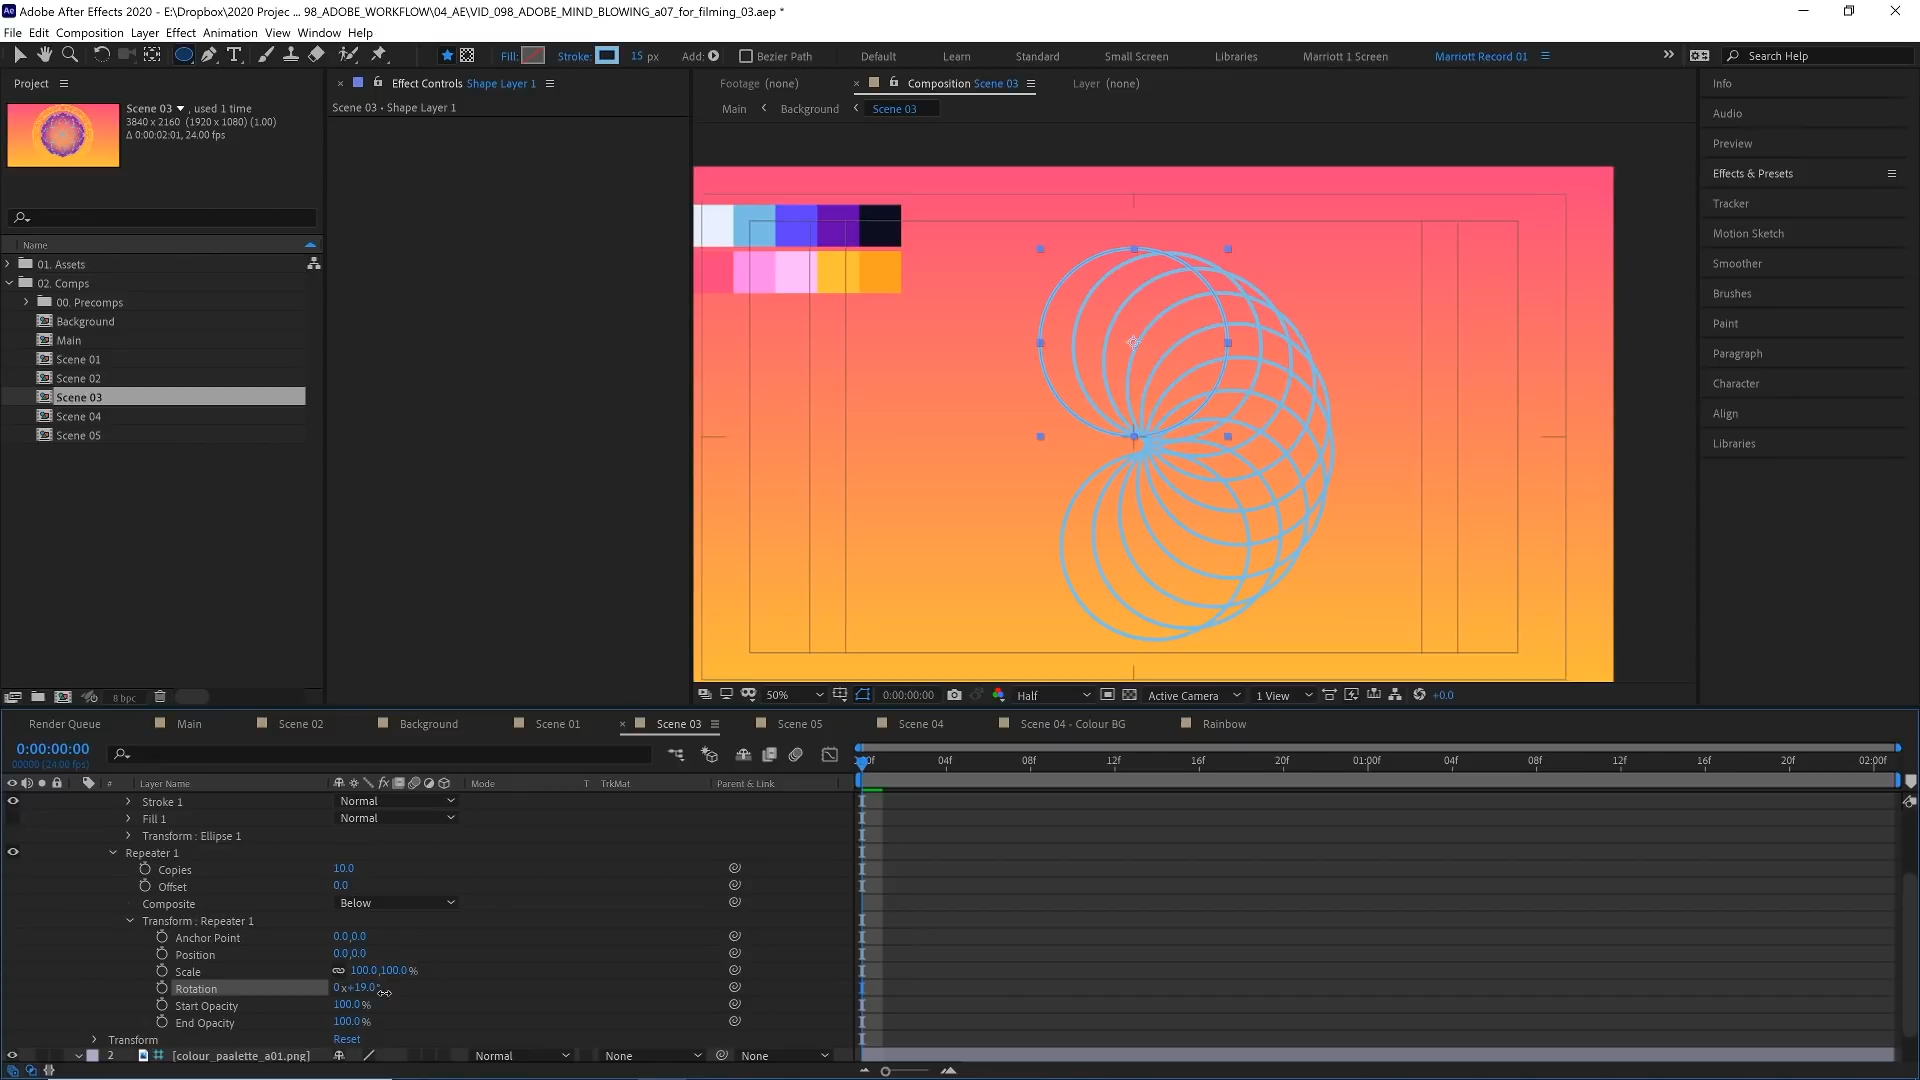 Adobe After Effects 2020 - E:\Dropbox\2020 Projec ... 98_ADOBE_WORKFLOW\04_AE\VID_098_ADOBE_MIND_BLOWING_a07_for_filming_03.aep *
File Edit Composition Layer Effect Animation View Window Help
Fill: Stroke: 15 px Add: Bezier Path Default Learn Standard Small Screen Libraries Marriott 1 Screen Marriott Record 01 Search Help
Project
Effect Controls Shape Layer 1
Footage (none) Composition Scene 03 Layer (none)
Scene 03 • Shape Layer 1
Main Background Scene 03
Scene 03 , used 1 time
3840 x 2160 (1920 x 1080) (1.00)
Δ 0:00:02:01, 24.00 fps
Info
Audio
Preview
Effects & Presets
Tracker
Motion Sketch
Smoother
Brushes
Paint
Paragraph
Character
Align
Libraries
Name
01. Assets
02. Comps
00. Precomps
Background
Main
Scene 01
Scene 02
Scene 03
Scene 04
Scene 05
8 bpc
50% 0:00:00:00 Half Active Camera 1 View +0.0
Render Queue Main Scene 02 Background Scene 01 Scene 03 Scene 05 Scene 04 Scene 04 - Colour BG Rainbow
0:00:00:00
00000 (24.00 fps)
04f 08f 12f 16f 20f 01:00f 04f 08f 12f 16f 20f 02:00f
# Layer Name fx Mode T TrkMat Parent & Link
Stroke 1 Normal
Fill 1 Normal
Transform : Ellipse 1
Repeater 1
Copies 10.0
Offset 0.0
Composite Below
Transform : Repeater 1
Anchor Point 0.0,0.0
Position 0.0,0.0
Scale 100.0,100.0 %
Rotation 0 x+19.0°
Start Opacity 100.0 %
End Opacity 100.0 %
Transform Reset
2 [colour_paalette_a01.png] Normal None None